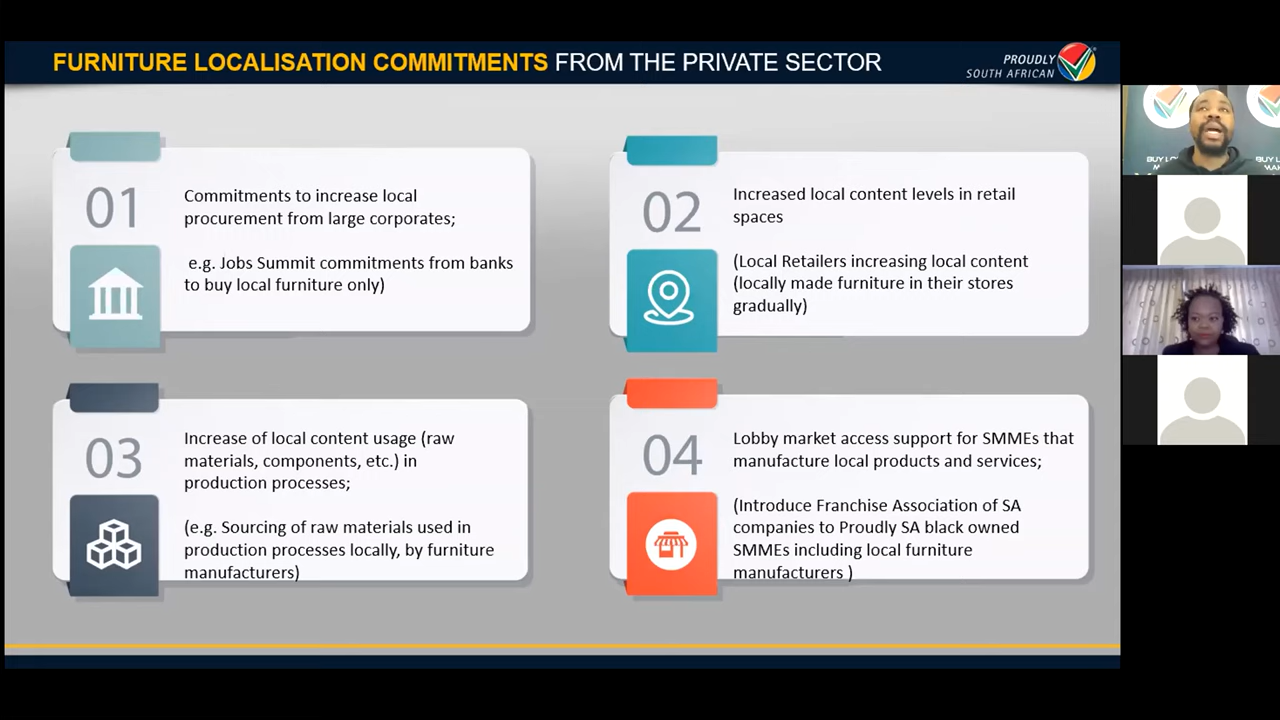 FURNITURE LOCALISATION COMMITMENTS FROM THE PRIVATE SECTOR
PROUDLY
SOUTH AFRICAN
01
Commitments to increase local
procurement from large corporates;
e.g. Jobs Summit commitments from banks
to buy local furniture only)
02
Increased local content levels in retail
spaces
(Local Retailers increasing local content
(locally made furniture in their stores
gradually)
03
Increase of local content usage (raw
materials, components, etc.) in
production processes;
(e.g. Sourcing of raw materials used in
production processes locally, by furniture
manufacturers)
04
Lobby market access support for SMMEs that
manufacture local products and services;
(Introduce Franchise Association of SA
companies to Proudly SA black owned
SMMEs including local furniture
manufacturers )